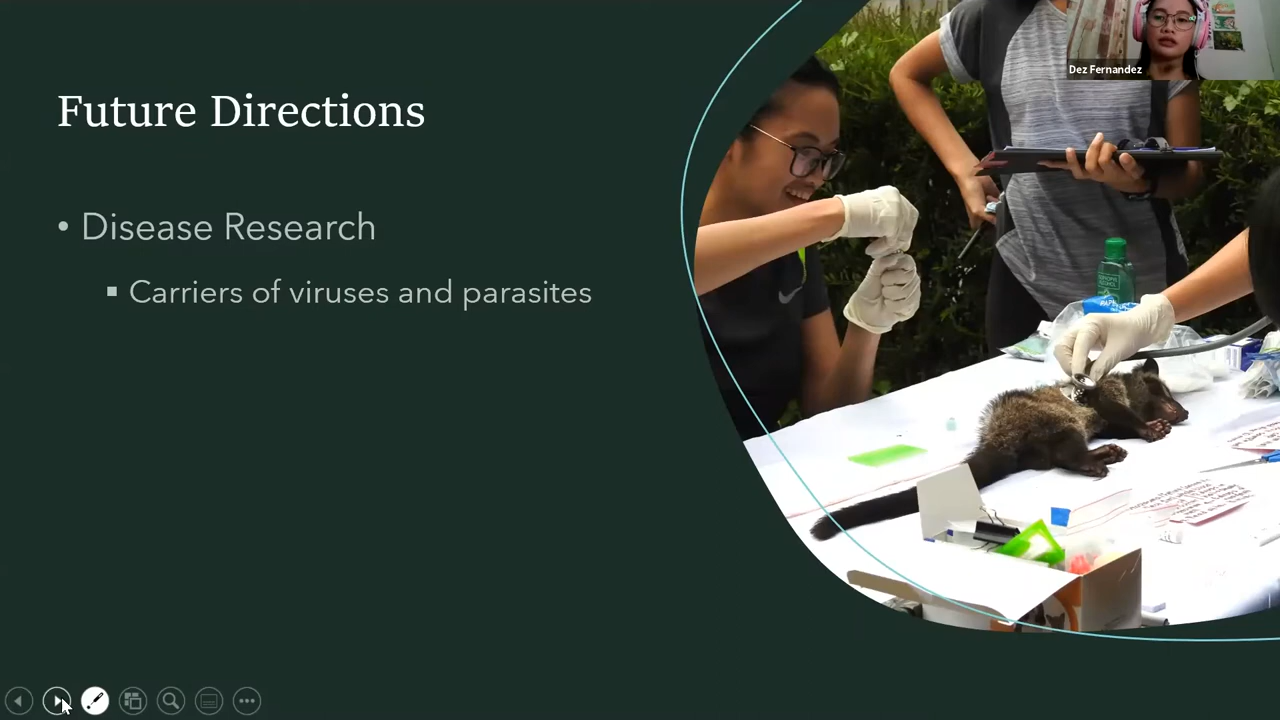 Dez Fernandez
Future Directions
• Disease Research
▪ Carriers of viruses and parasites